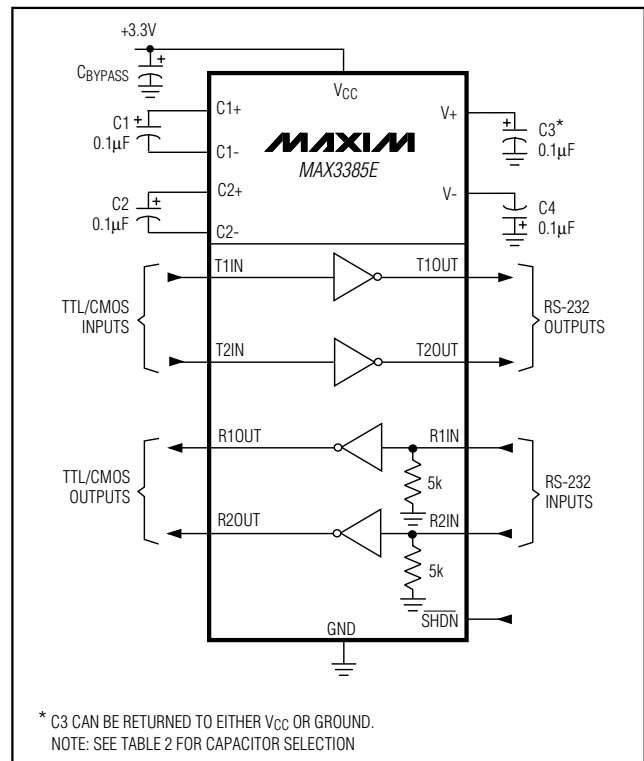 +3.3V
CBYPASS
+
VCC
C1+
C1
0.1µF
+
C1-
C2+
C2
0.1µF
+
C2-
MAXIM
MAX3385E
V+
+
C3*
0.1µF
V-
C4
0.1µF
+
TTL/CMOS
INPUTS
T1IN
T1OUT
T2IN
T2OUT
RS-232
OUTPUTS
TTL/CMOS
OUTPUTS
R1OUT
R1IN
5k
R2OUT
R2IN
5k
RS-232
INPUTS
SHDN
GND
* C3 CAN BE RETURNED TO EITHER VCC OR GROUND.
NOTE: SEE TABLE 2 FOR CAPACITOR SELECTION